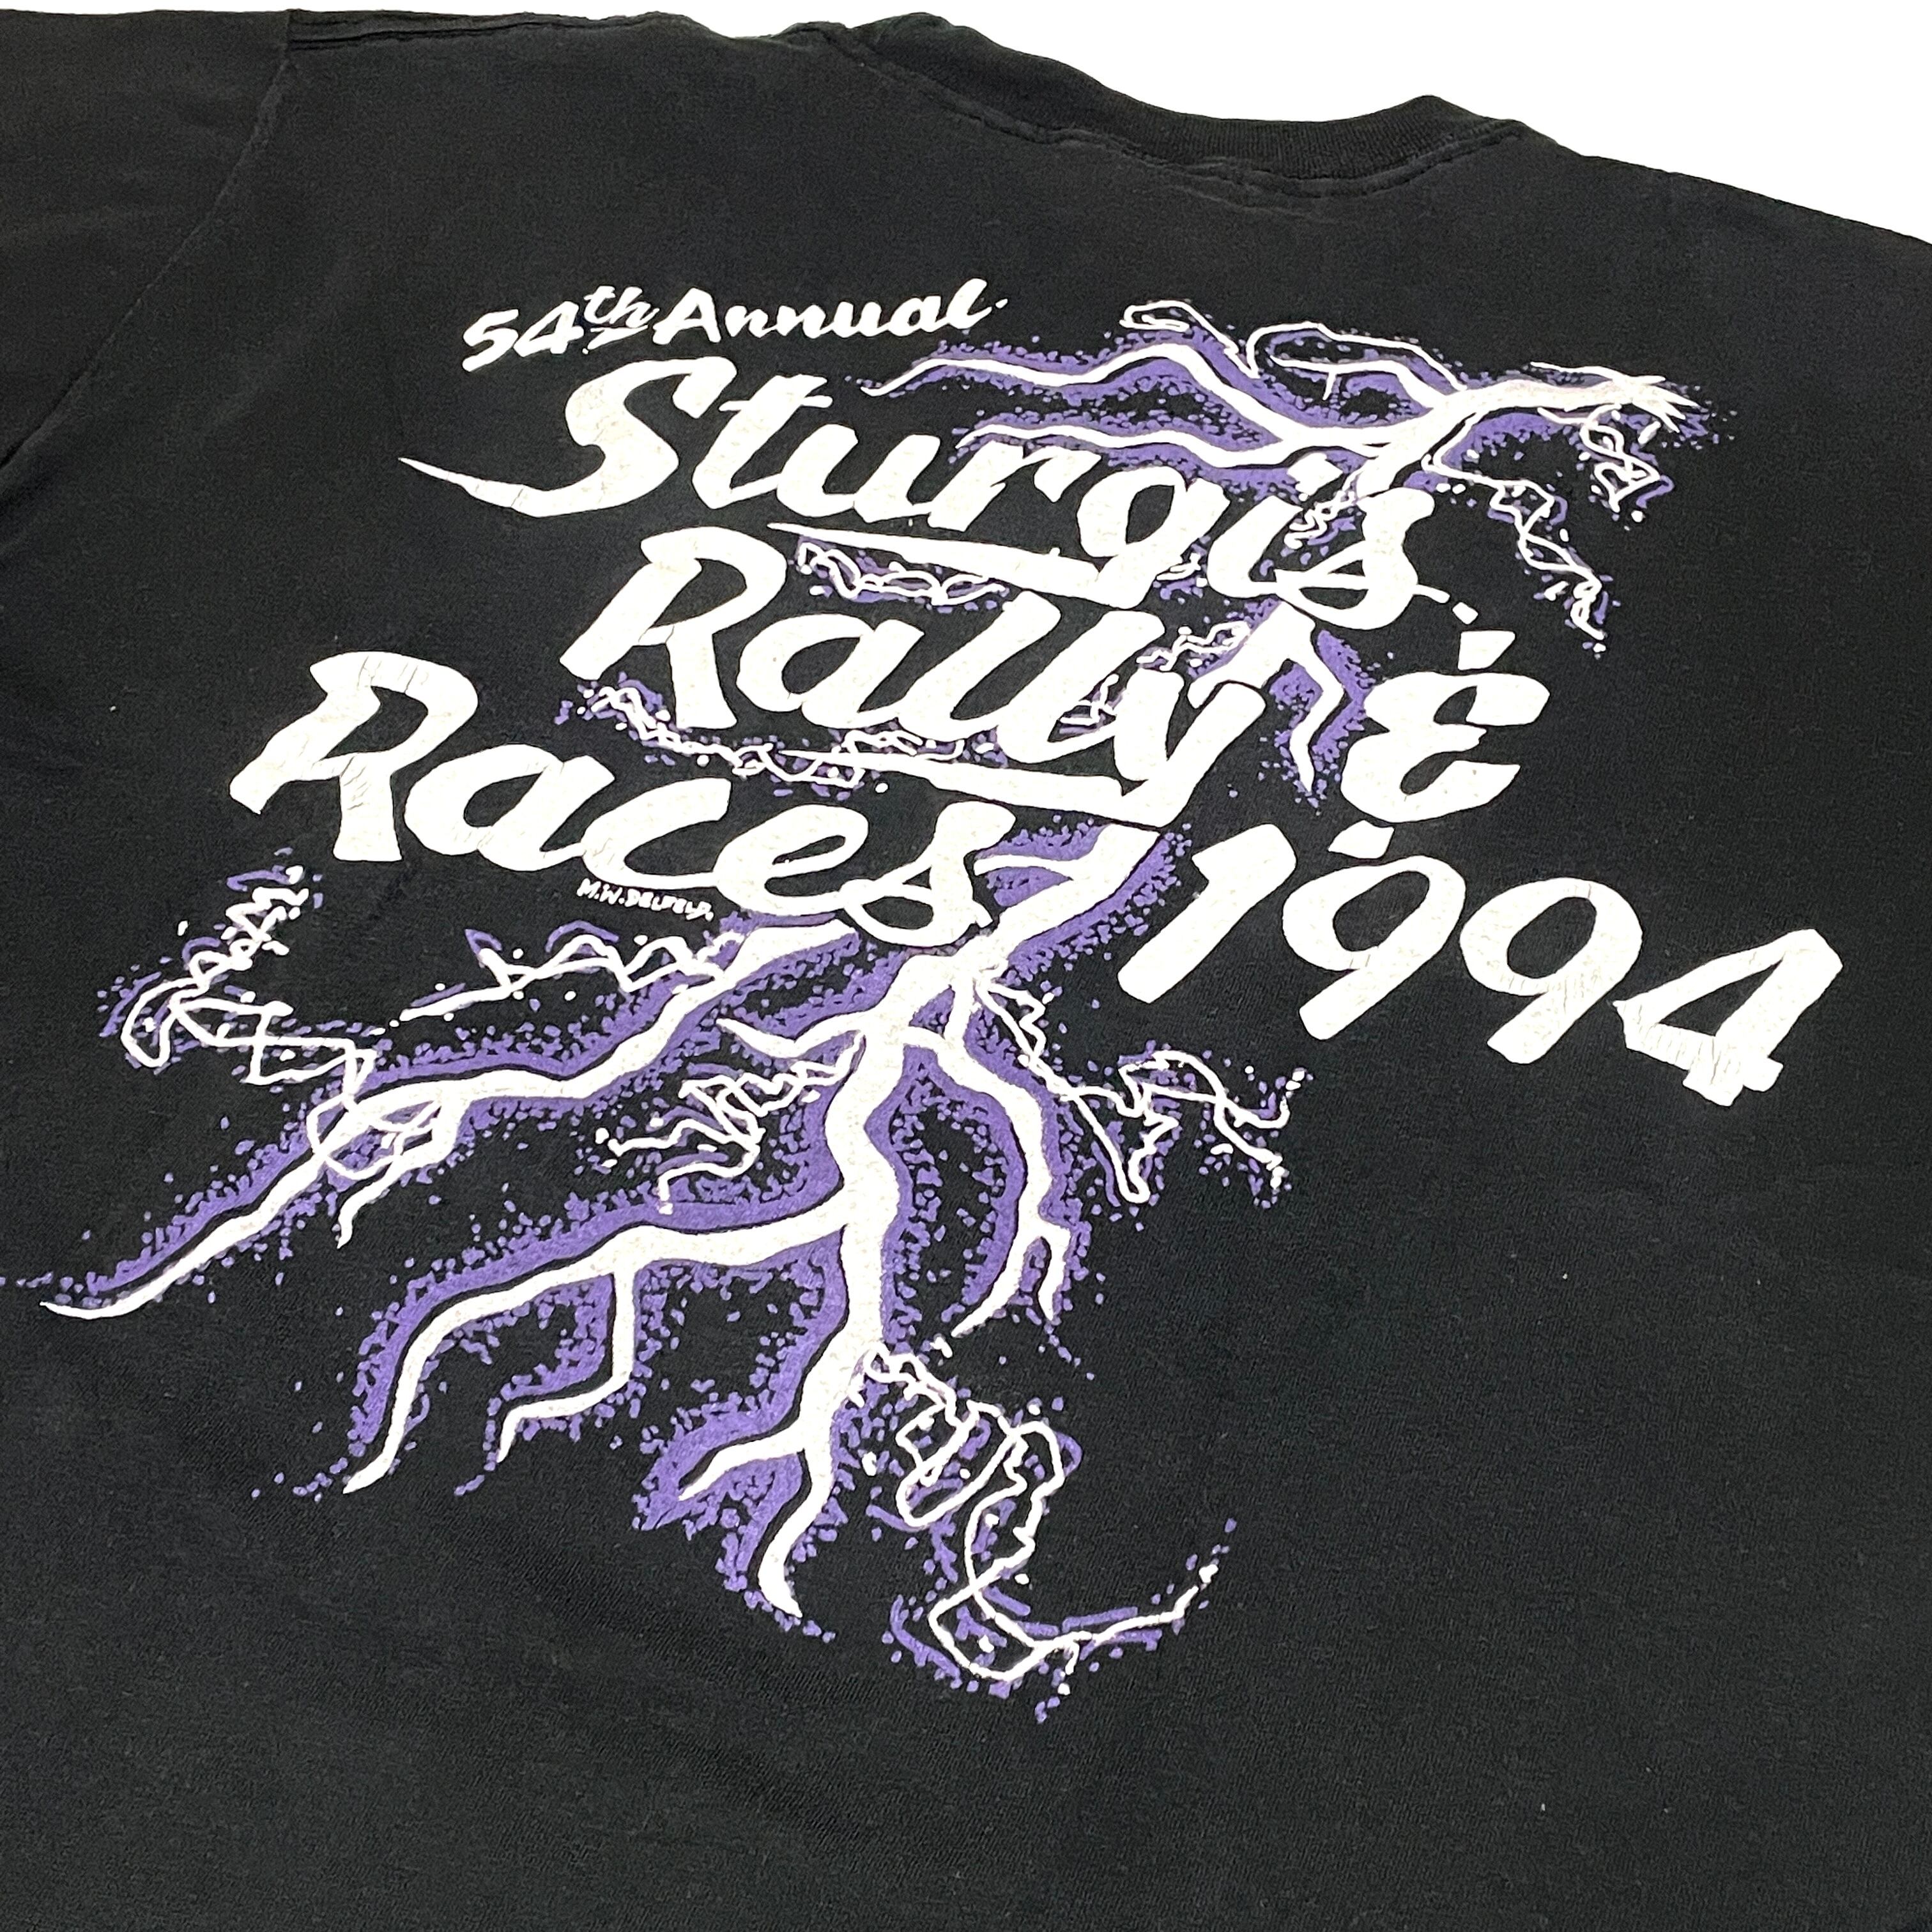 54th Annual
Sturgis
Rally &
Races 1994